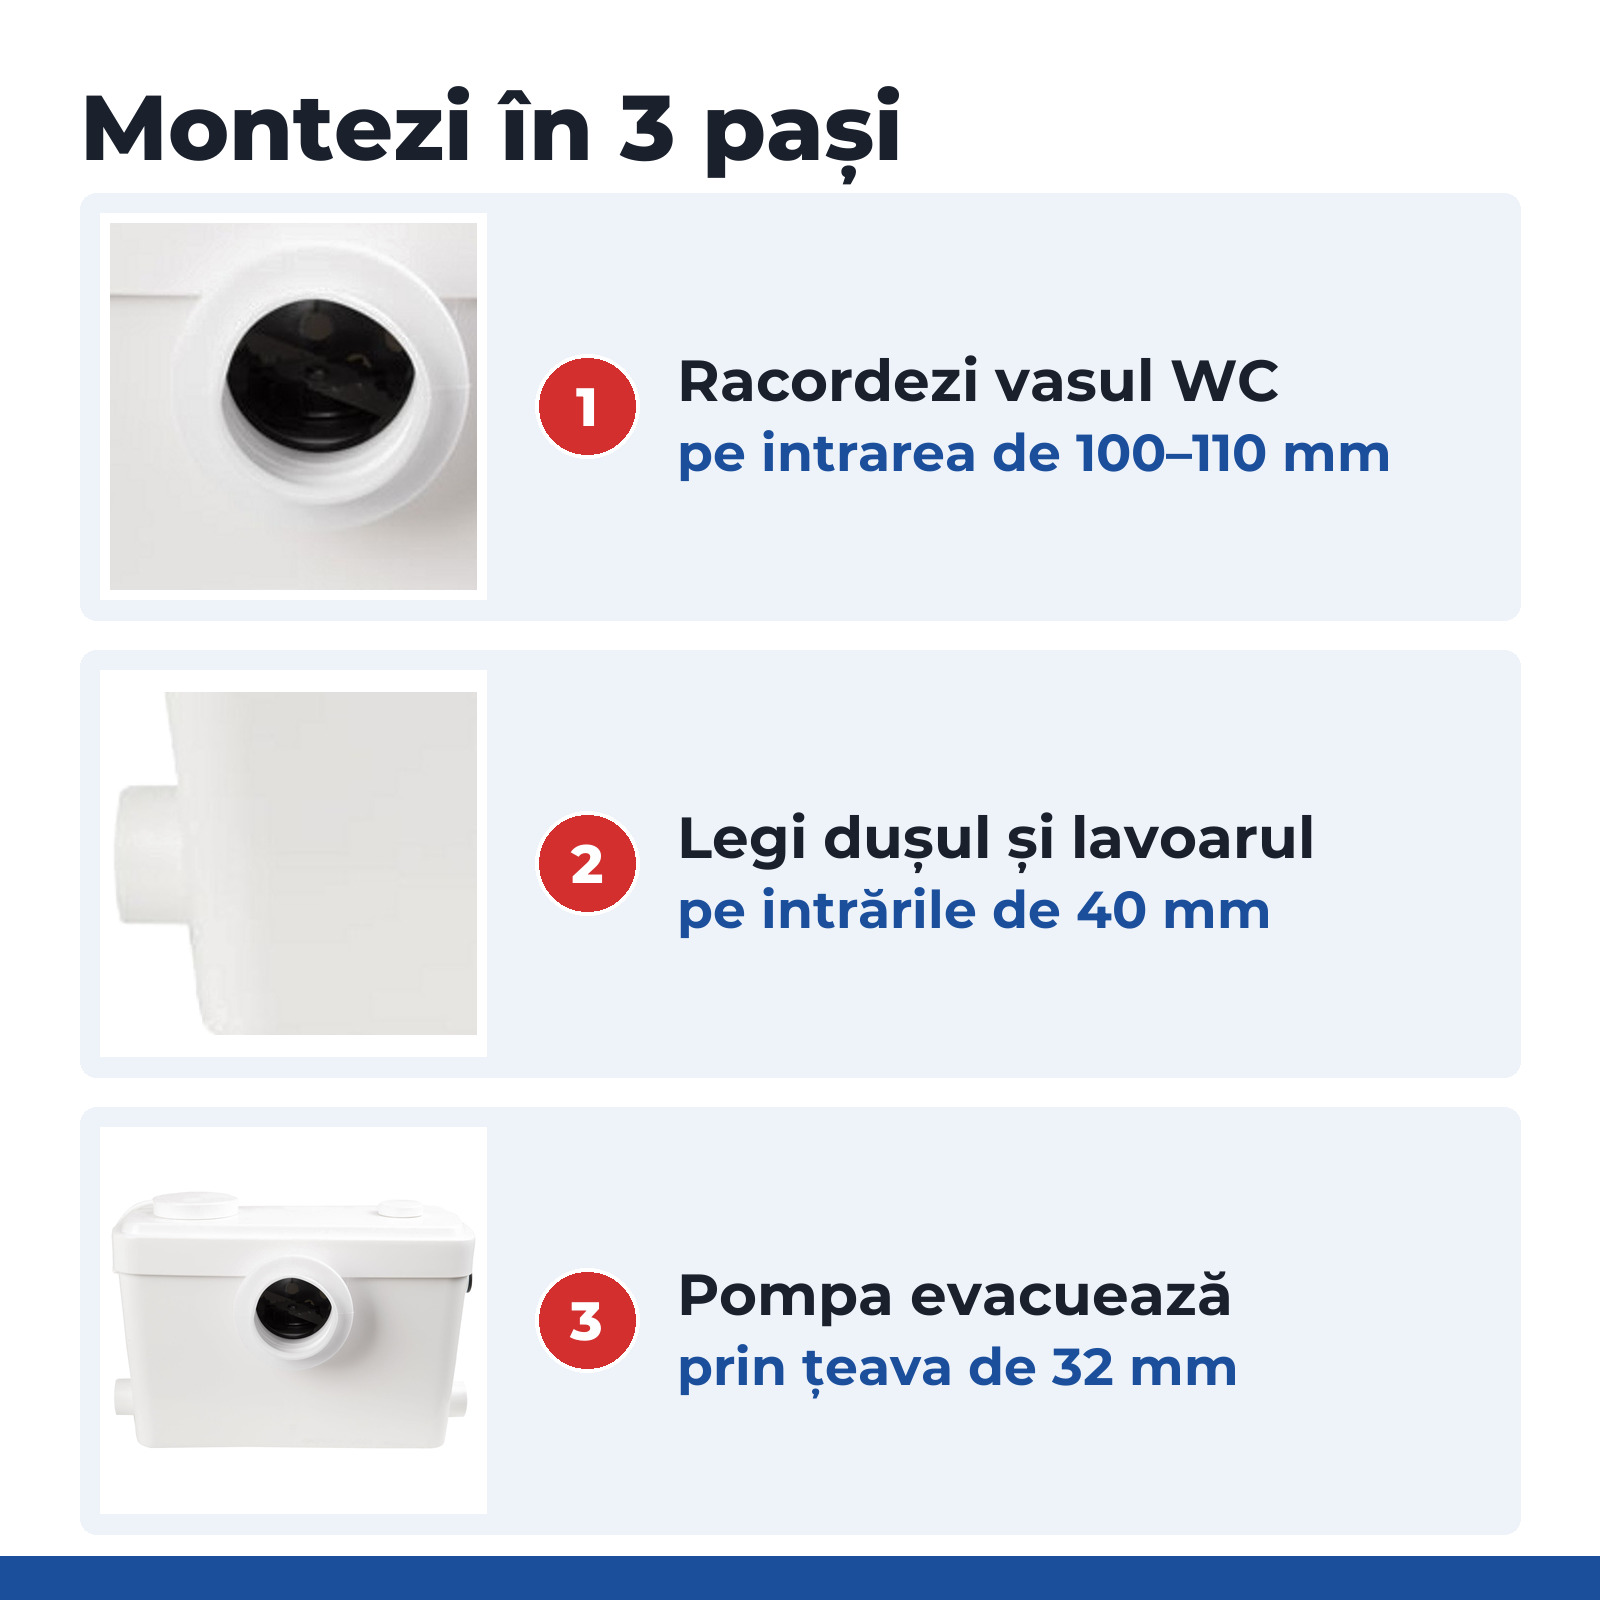 Montezi în 3 pași
1
Racordezi vasul WC
pe intrarea de 100–110 mm
2
Legi dușul și lavoarul
pe intrările de 40 mm
3
Pompa evacuează
prin țeava de 32 mm